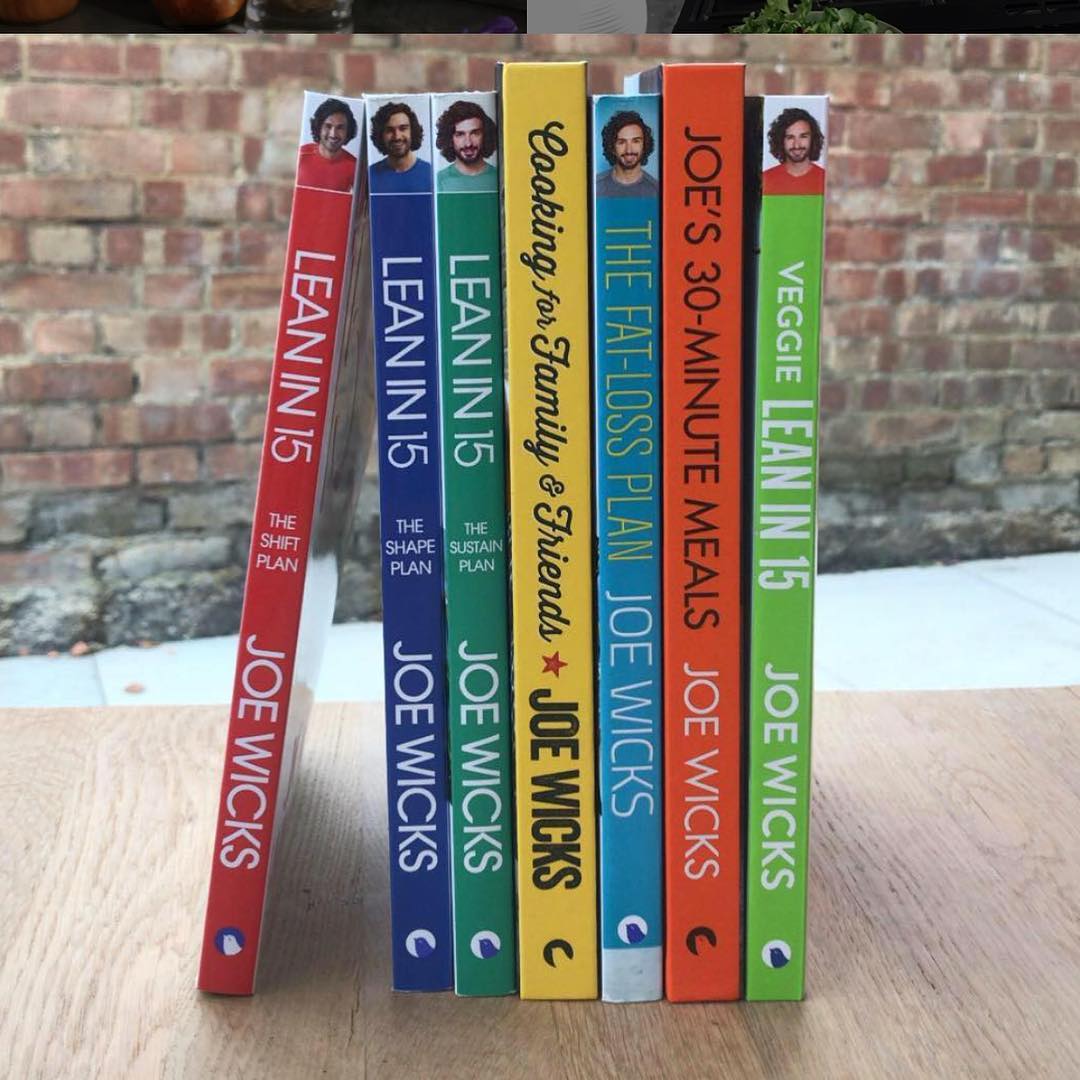 LEAN IN 15
THE
SHIFT
PLAN
JOE WICKS
LEAN IN 15
THE
SHAPE
PLAN
JOE WICKS
LEAN IN 15
THE
SUSTAIN
PLAN
JOE WICKS
Cooking for Family & Friends ★ JOE WICKS
THE FAT-LOSS PLAN JOE WICKS
JOE'S 30-MINUTE MEALS JOE WICKS
VEGGIE LEAN IN 15 JOE WICKS